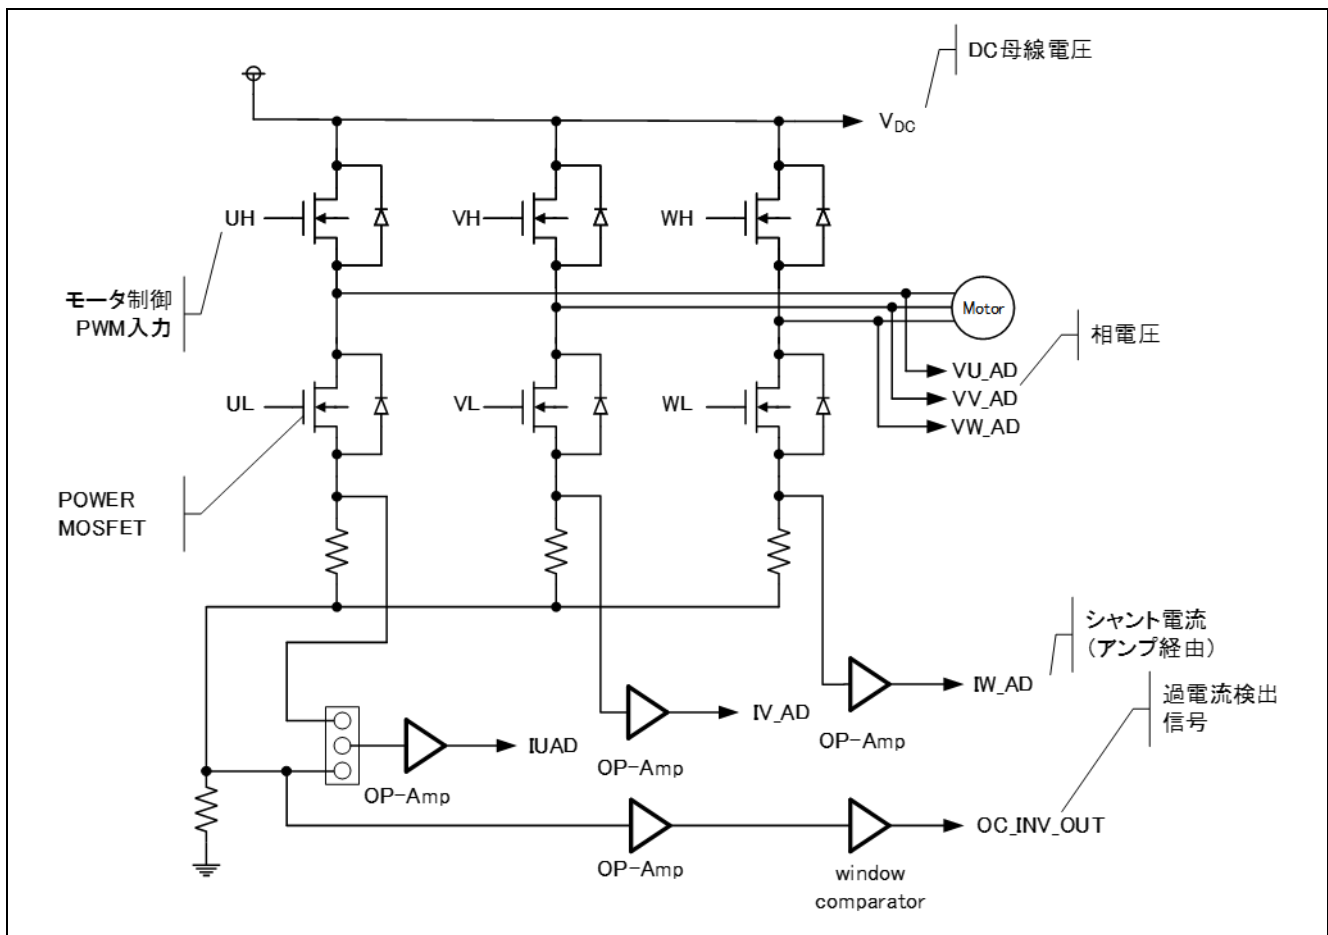 DC母線電圧
VDC
UH
VH
WH
モータ制御
PWM入力
Motor
相電圧
VU_AD
VV_AD
VW_AD
UL
VL
WL
POWER
MOSFET
シャント電流
(アンプ経由)
IW_AD
OP-Amp
過電流検出
信号
IV_AD
OP-Amp
IUAD
OP-Amp
OC_INV_OUT
OP-Amp
window
comparator